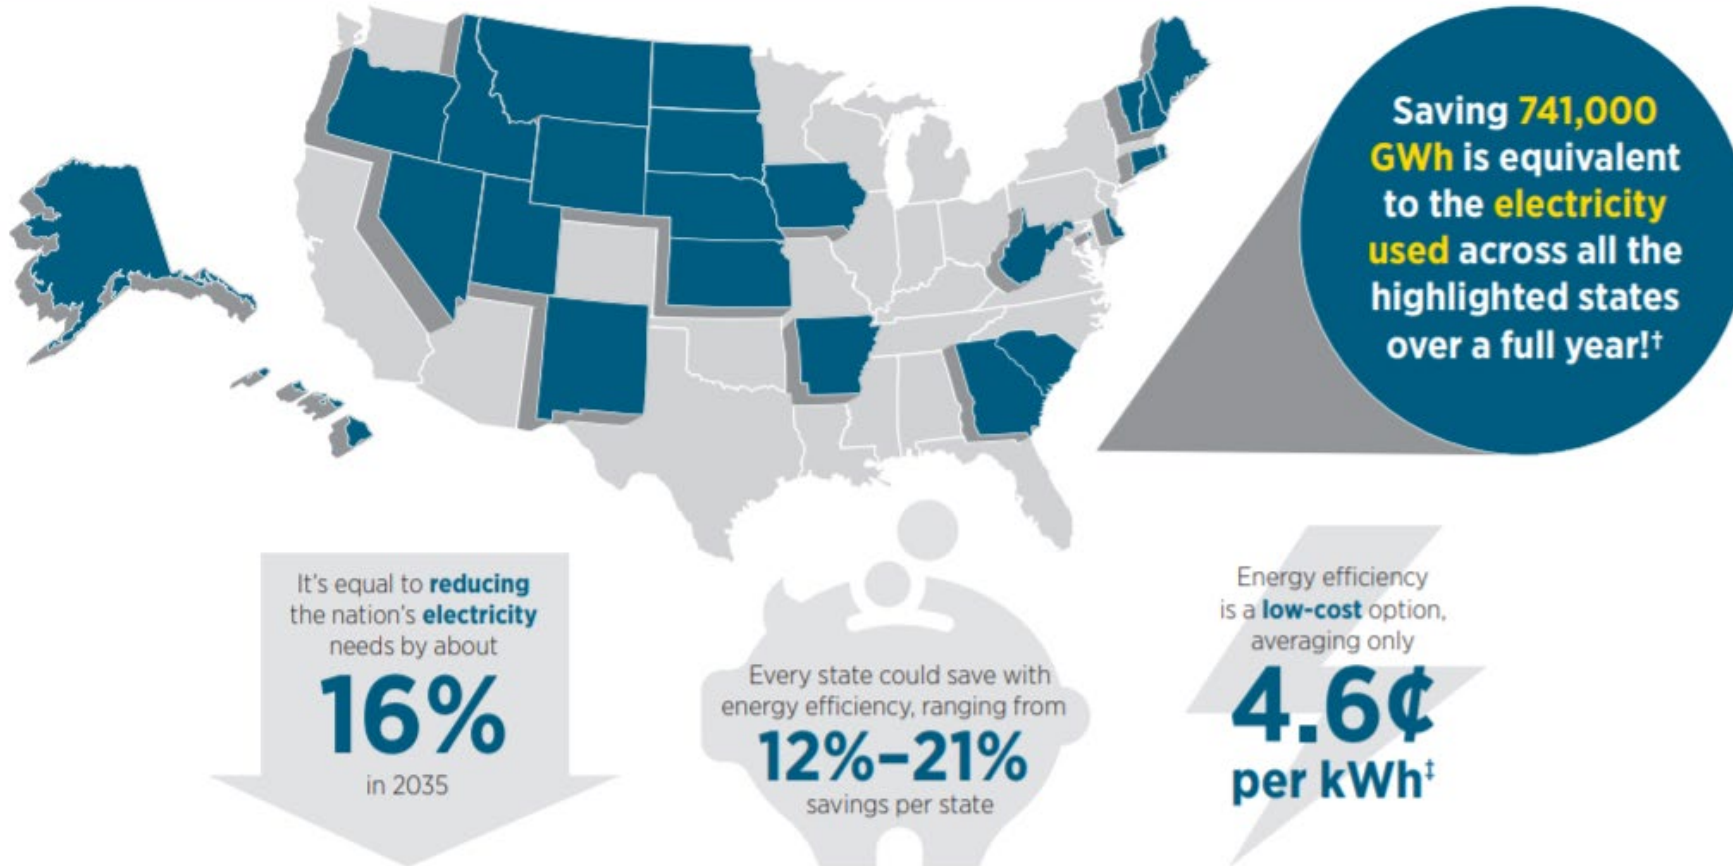 Saving 741,000
GWh is equivalent
to the electricity
used across all the
highlighted states
over a full year!†
It's equal to reducing
the nation's electricity
needs by about
16%
in 2035
Every state could save with
energy efficiency, ranging from
12%–21%
savings per state
Energy efficiency
is a low-cost option,
averaging only
4.6¢
per kWh‡